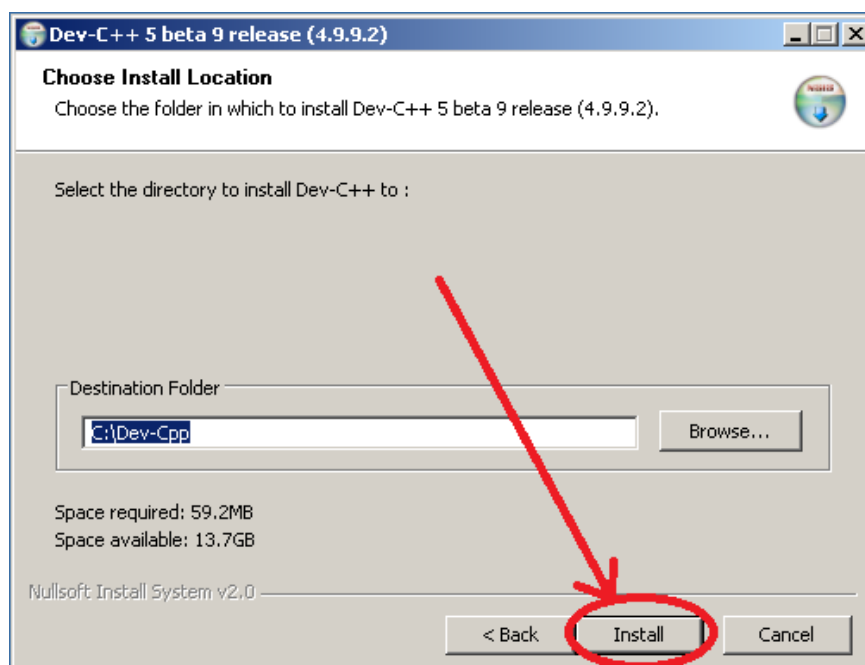 Dev-C++ 5 beta 9 release (4.9.9.2)
Choose Install Location
Choose the folder in which to install Dev-C++ 5 beta 9 release (4.9.9.2).
Select the directory to install Dev-C++ to :
Destination Folder
C:\Dev-Cpp
Browse...
Space required: 59.2MB
Space available: 13.7GB
Nullsoft Install System v2.0
< Back
Install
Cancel